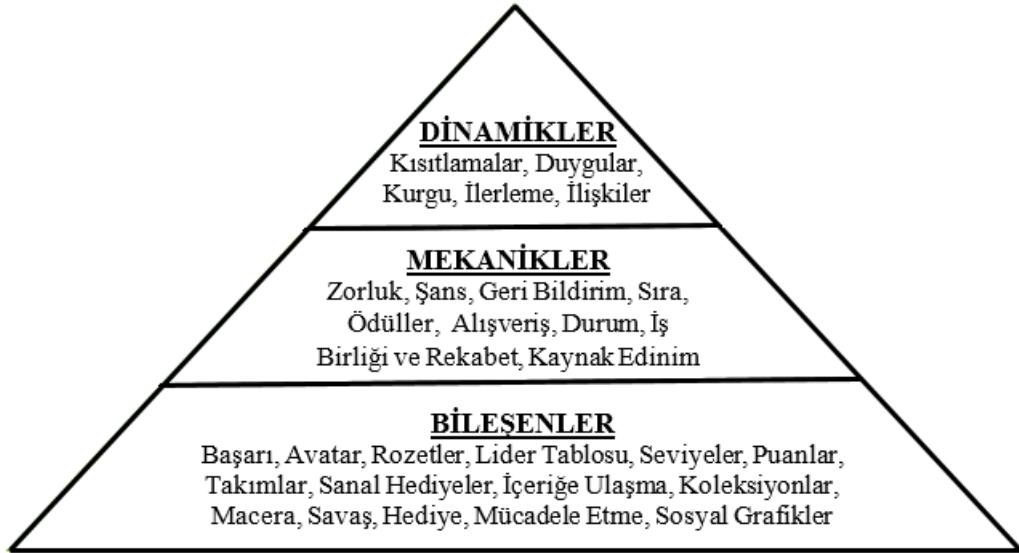 DİNAMİKLER
Kısıtlamalar, Duygular,
Kurgu, İlerleme, İlişkiler
MEKANİKLER
Zorluk, Şans, Geri Bildirim, Sıra,
Ödüller, Alışveriş, Durum, İş
Birliği ve Rekabet, Kaynak Edinim
BİLEŞENLER
Başarı, Avatar, Rozetler, Lider Tablosu, Seviyeler, Puanlar,
Takımlar, Sanal Hediyeler, İçeriğe Ulaşma, Koleksiyonlar,
Macera, Savaş, Hediye, Mücadele Etme, Sosyal Grafikler